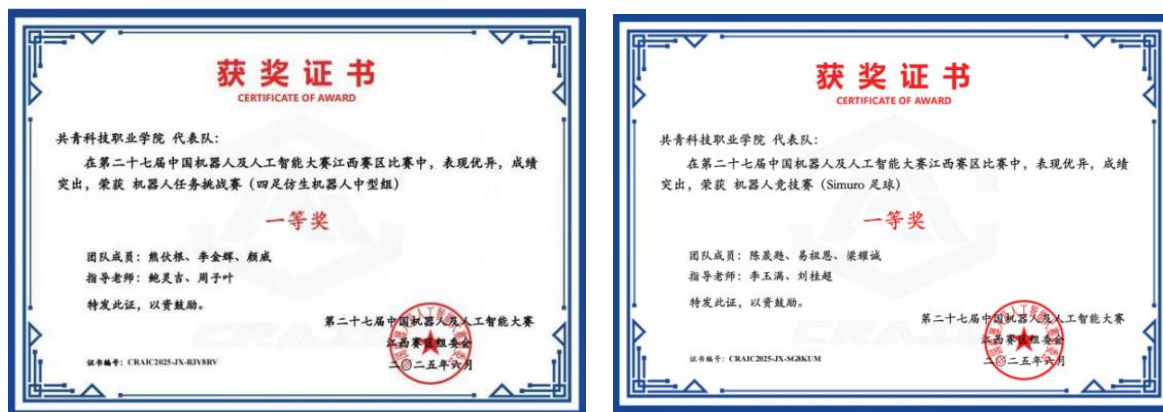 获奖证书
CERTIFICATE OF AWARD
共青科技职业学院 代表队：
在第二十七届中国机器人及人工智能大赛江西赛区比赛中，表现优异，成绩
突出，荣获 机器人任务挑战赛（四足仿生机器人中型组）
一等奖
团队成员：熊伏根、李金辉、颜威
指导老师：鲍灵吉、周子叶
特发此证，以资鼓励。
第二十七届中国机器人及人工智能大赛
江西赛区组委会
二〇二五年六月
证书编号：CRAIC2025-JX-B3Y8RV
获奖证书
CERTIFICATE OF AWARD
共青科技职业学院 代表队：
在第二十七届中国机器人及人工智能大赛江西赛区比赛中，表现优异，成绩
突出，荣获 机器人竞技赛（Simuro 足球）
一等奖
团队成员：陈晟趋、易祖恩、梁耀诚
指导老师：李玉满、刘桂超
特发此证，以资鼓励。
第二十七届中国机器人及人工智能大赛
江西赛区组委会
二〇二五年六月
证书编号：CRAIC2025-JX-SG8KUM